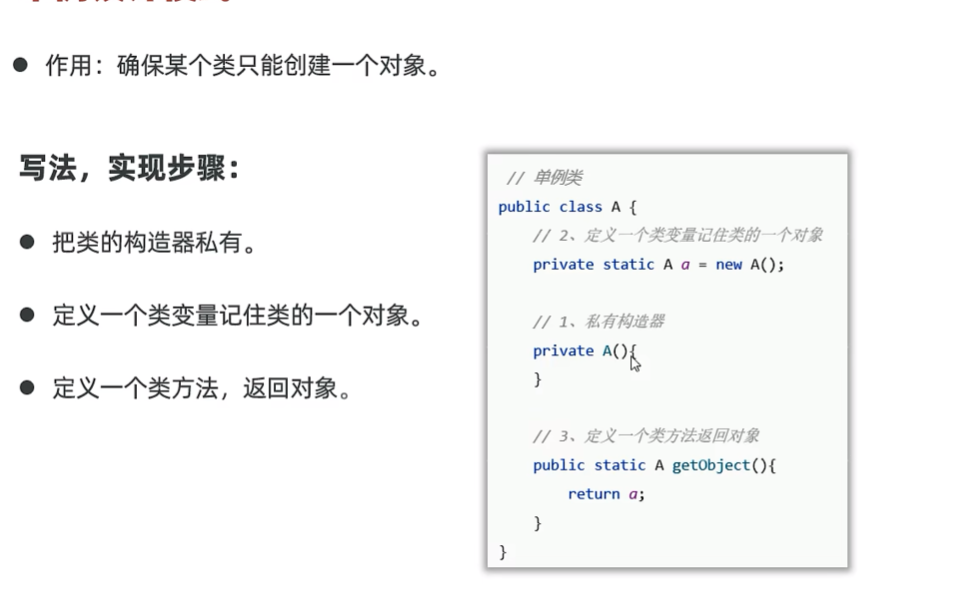 作用：确保某个类只能创建一个对象。
写法，实现步骤：
把类的构造器私有。
定义一个类变量记住类的一个对象。
定义一个类方法，返回对象。
// 单例类
public class A {
// 2、定义一个类变量记住类的一个对象
private static A a = new A();
// 1、私有构造器
private A(){
}
// 3、定义一个类方法返回对象
public static A getObject(){
return a;
}
}